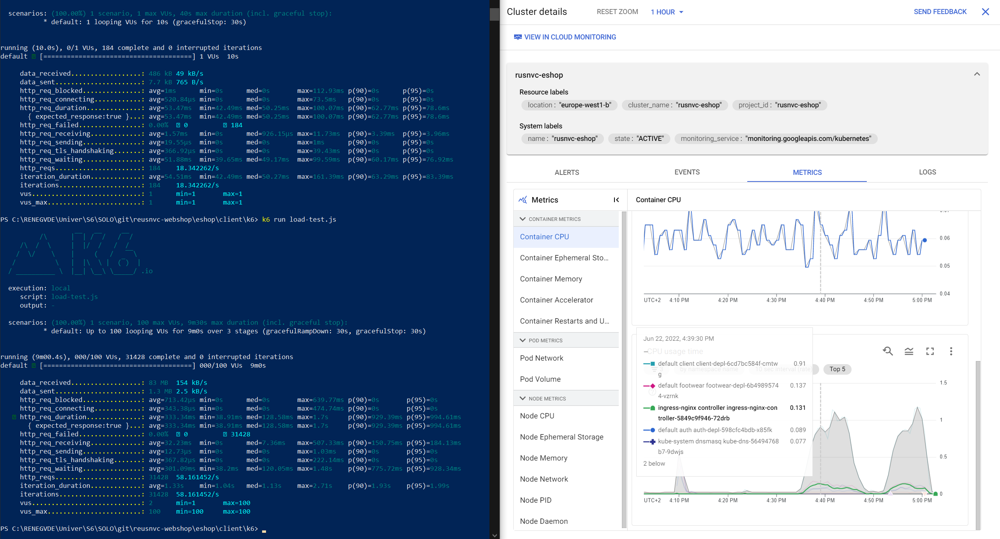 scenarios: (100.00%) 1 scenario, 1 max VUs, 40s max duration (incl. graceful stop):
* default: 1 looping VUs for 10s (gracefulStop: 30s)
running (10.0s), 0/1 VUs, 184 complete and 0 interrupted iterations
default [======================================] 1 VUs 10s
data_received..................: 486 kB 49 kB/s
data_sent......................: 7.7 kB 765 B/s
http_req_blocked...............: avg=1ms min=0s med=0s max=112.93ms p(90)=0s p(95)=0s
http_req_connecting............: avg=520.84µs min=0s med=0s max=73.5ms p(90)=0s p(95)=0s
http_req_duration..............: avg=53.47ms min=42.49ms med=50.25ms max=100.07ms p(90)=62.77ms p(95)=78.6ms
{ expected_response:true }...: avg=53.47ms min=42.49ms med=50.25ms max=100.07ms p(90)=62.77ms p(95)=78.6ms
http_req_failed................: 0.00% 0 184
http_req_receiving.............: avg=1.57ms min=0s med=926.15µs max=11.73ms p(90)=3.39ms p(95)=3.96ms
http_req_sending...............: avg=19.55µs min=0s med=0s max=1ms p(90)=0s p(95)=0s
http_req_tls_handshaking.......: avg=366.92µs min=0s med=0s max=39.43ms p(90)=0s p(95)=0s
http_req_waiting...............: avg=51.88ms min=39.65ms med=49.17ms max=99.59ms p(90)=60.17ms p(95)=76.92ms
http_reqs......................: 184 18.342262/s
iteration_duration.............: avg=54.51ms min=42.49ms med=50.27ms max=161.39ms p(90)=63.29ms p(95)=83.39ms
iterations.....................: 184 18.342262/s
vus............................: 1 min=1 max=1
vus_max........................: 1 min=1 max=1
PS C:\RENEGVDE\Univer\S6\SOLO\git\reusnvc-webshop\eshop\client\k6> k6 run load-test.js
.io
execution: local
script: load-test.js
output: -
scenarios: (100.00%) 1 scenario, 100 max VUs, 9m30s max duration (incl. graceful stop):
* default: Up to 100 looping VUs for 9m0s over 3 stages (gracefulRampDown: 30s, gracefulStop: 30s)
running (9m00.4s), 000/100 VUs, 31428 complete and 0 interrupted iterations
default [======================================] 000/100 VUs 9m0s
data_received..................: 83 MB 154 kB/s
data_sent......................: 1.3 MB 2.5 kB/s
http_req_blocked...............: avg=713.42µs min=0s med=0s max=639.77ms p(90)=0s p(95)=0s
http_req_connecting............: avg=343.38µs min=0s med=0s max=474.74ms p(90)=0s p(95)=0s
http_req_duration..............: avg=333.34ms min=38.91ms med=128.58ms max=1.7s p(90)=929.39ms p(95)=994.61ms
{ expected_response:true }...: avg=333.34ms min=38.91ms med=128.58ms max=1.7s p(90)=929.39ms p(95)=994.61ms
http_req_failed................: 0.00% 0 31428
http_req_receiving.............: avg=32.23ms min=0s med=7.36ms max=507.33ms p(90)=150.75ms p(95)=184.13ms
http_req_sending...............: avg=12.73µs min=0s med=0s max=1.03ms p(90)=0s p(95)=0s
http_req_tls_handshaking.......: avg=367.82µs min=0s med=0s max=222.14ms p(90)=0s p(95)=0s
http_req_waiting...............: avg=301.09ms min=38.2ms med=120.05ms max=1.48s p(90)=775.72ms p(95)=928.34ms
http_reqs......................: 31428 58.161452/s
iteration_duration.............: avg=1.33s min=1.04s med=1.13s max=2.71s p(90)=1.93s p(95)=1.99s
iterations.....................: 31428 58.161452/s
vus............................: 2 min=1 max=100
vus_max........................: 100 min=100 max=100
PS C:\RENEGVDE\Univer\S6\SOLO\git\reusnvc-webshop\eshop\client\k6>
Cluster details RESET ZOOM 1 HOUR SEND FEEDBACK
VIEW IN CLOUD MONITORING
rusnvc-eshop
Resource labels
location : "europe-west1-b" cluster_name : "rusnvc-eshop" project_id : "rusnvc-eshop"
System labels
name : "rusnvc-eshop" state : "ACTIVE" monitoring_service : "monitoring.googleapis.com/kubernetes"
ALERTS EVENTS METRICS LOGS
Metrics
CONTAINER METRICS
Container CPU
Container Ephemeral Sto...
Container Memory
Container Accelerator
Container Restarts and U...
POD METRICS
Pod Network
Pod Volume
NODE METRICS
Node CPU
Node Ephemeral Storage
Node Memory
Node Network
Node PID
Node Daemon
Container CPU
0.07
0.06
0.05
0.04
UTC+2 4:10 PM 4:20 PM 4:30 PM 4:40 PM 4:50 PM 5:00 PM
Jun 22, 2022, 4:39:30 PM
CPU usage time
default client client-depl-6cd7bc584f-cmtw 0.91
g
3 by namespace name 10 sec interval (rate) Top 5
default footwear footwear-depl-6b4989574 0.137
4-vzrnk
ingress-nginx controller ingress-nginx-con 0.131
troller-5849c9f946-72drb
default auth auth-depl-598cfc4bdb-x85fk 0.089
kube-system dnsmasq kube-dns-56494768 0.077
b7-9dwjs
2 below
1.5
1
0.5
0
UTC+2 4:10 PM 4:20 PM 4:30 PM 4:40 PM 4:50 PM 5:00 PM